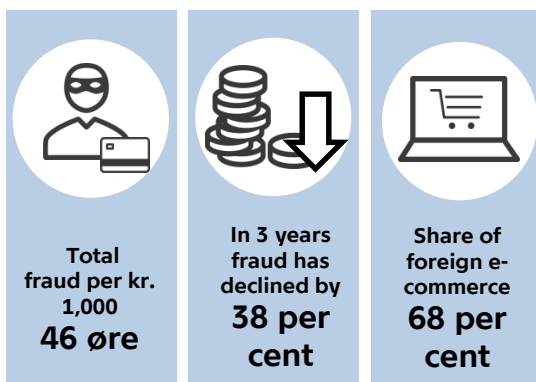 Total
fraud per kr.
1,000
46 øre
In 3 years
fraud has
declined by
38 per
cent
Share of
foreign e-
commerce
68 per
cent